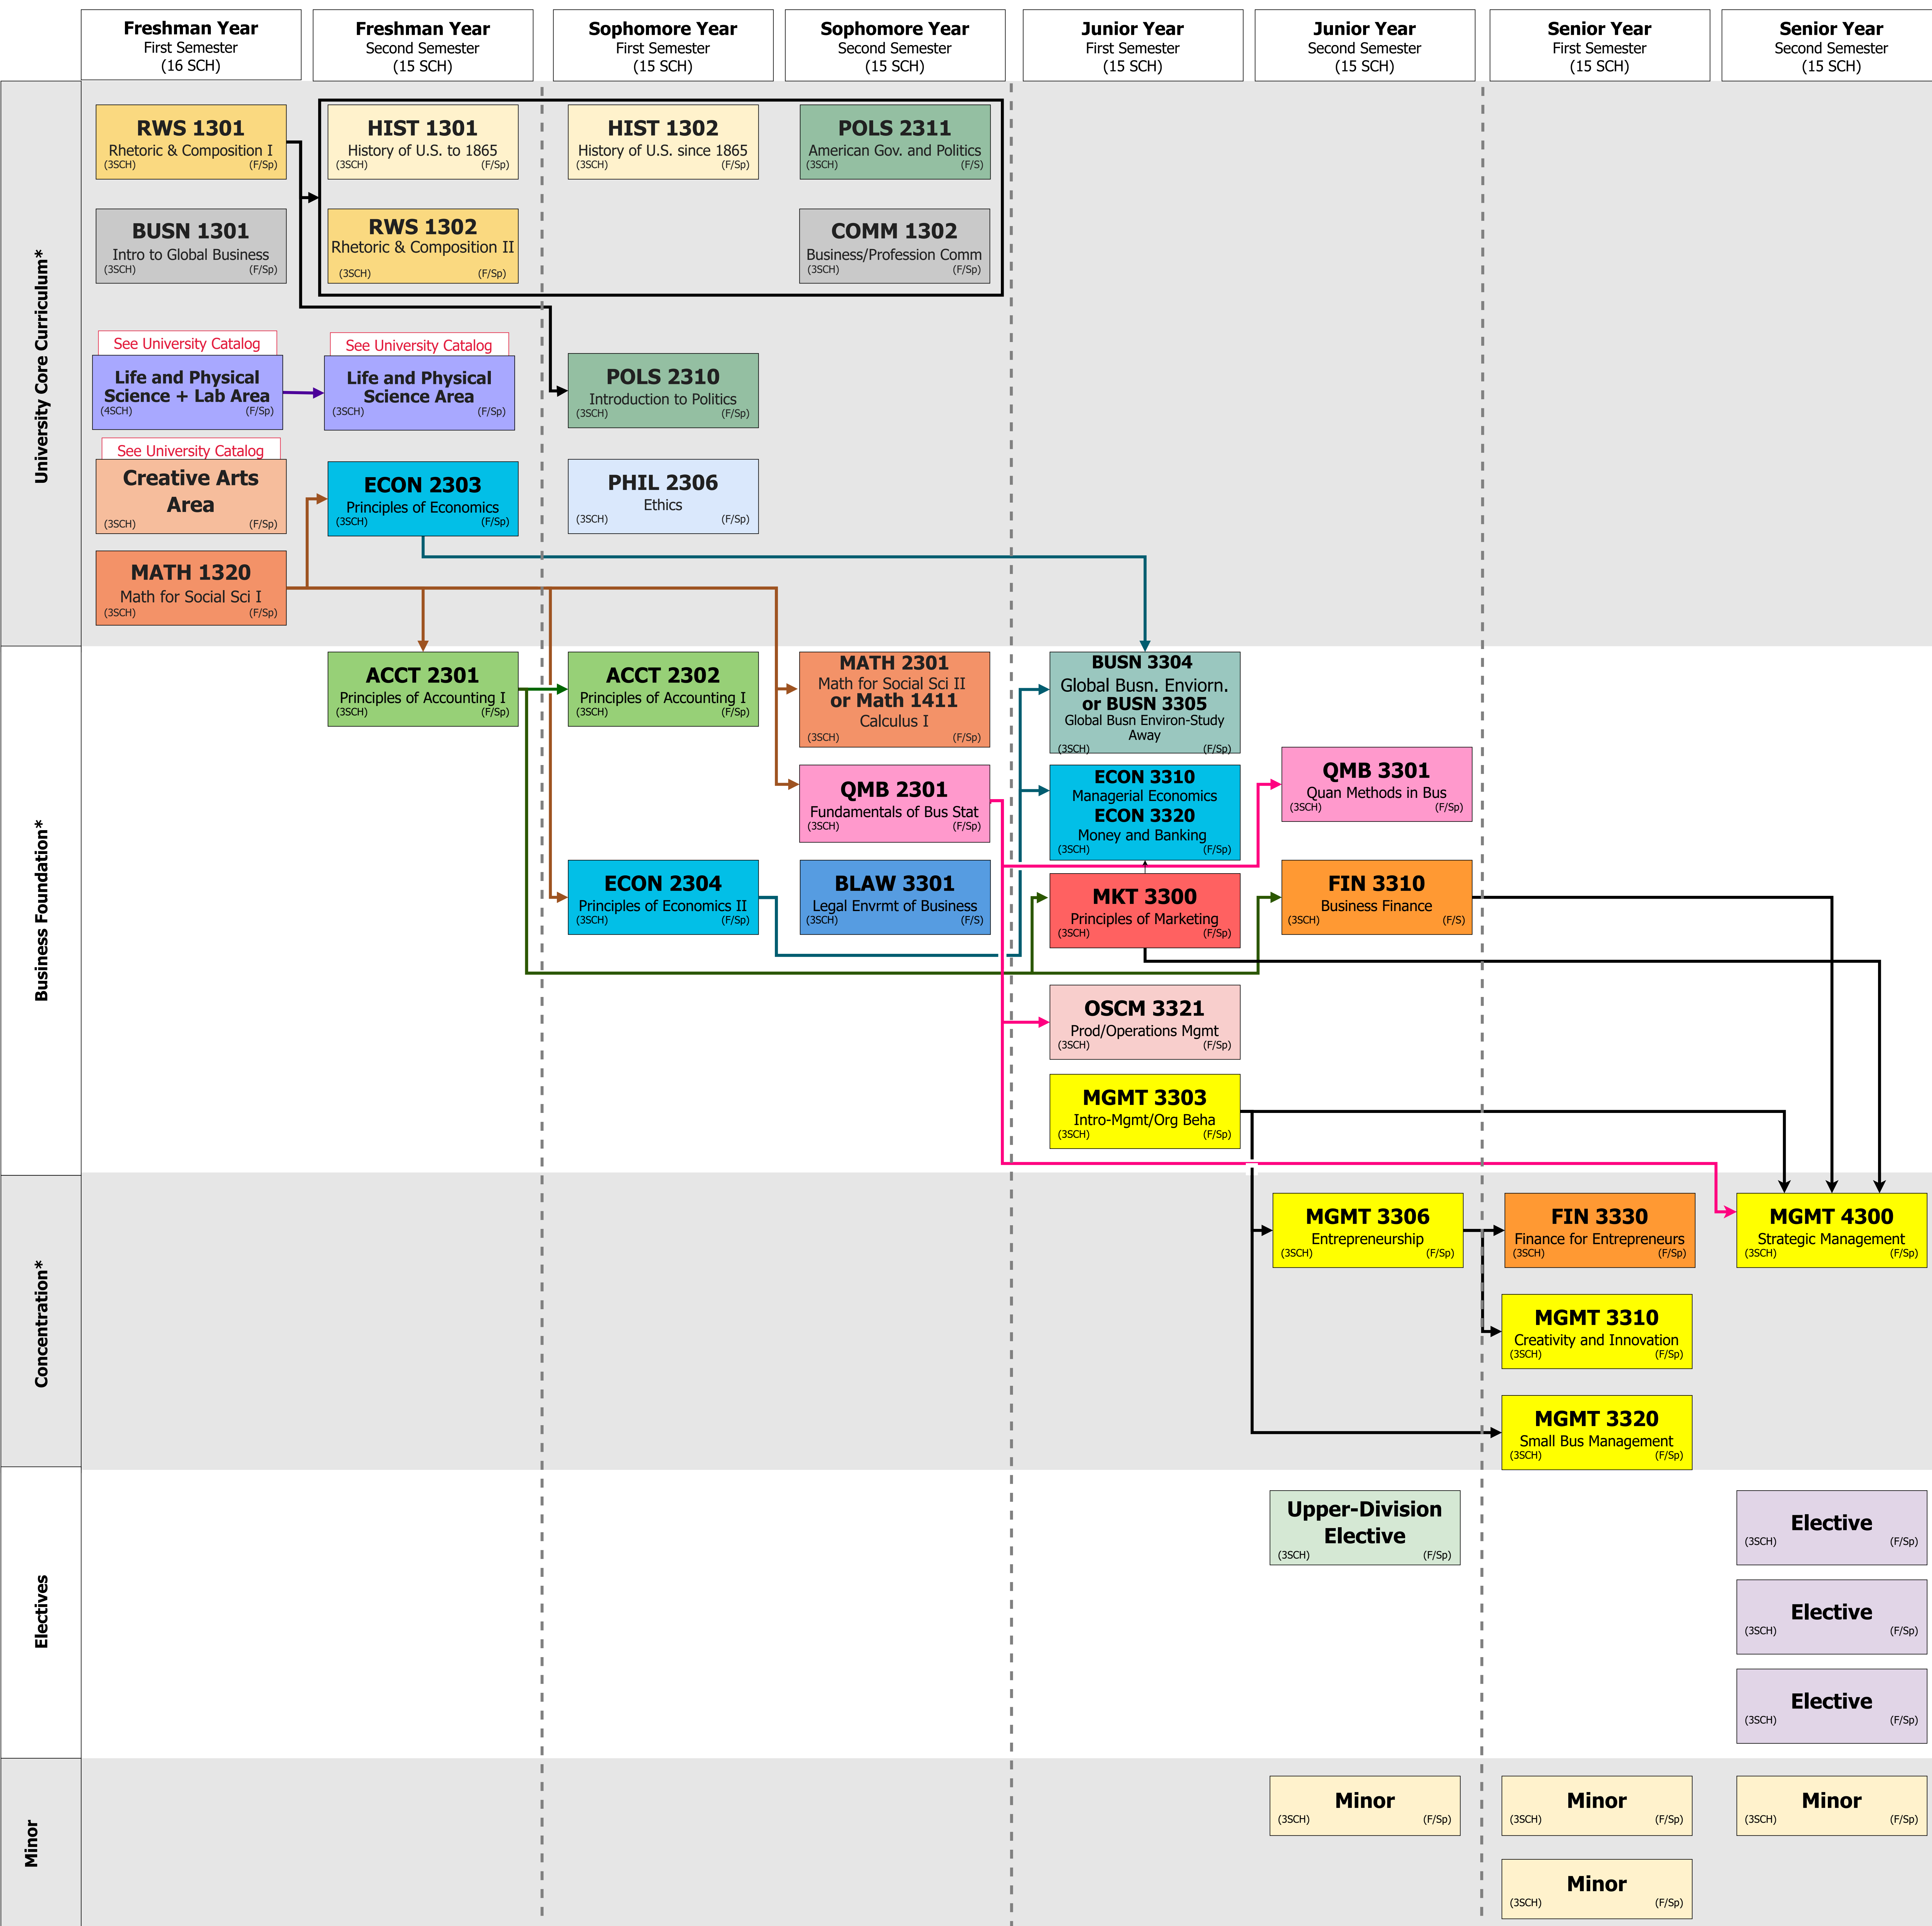 Freshman Year
First Semester
(16 SCH)
Freshman Year
Second Semester
(15 SCH)
Sophomore Year
First Semester
(15 SCH)
Sophomore Year
Second Semester
(15 SCH)
Junior Year
First Semester
(15 SCH)
Junior Year
Second Semester
(15 SCH)
Senior Year
First Semester
(15 SCH)
Senior Year
Second Semester
(15 SCH)
University Core Curriculum*
RWS 1301
Rhetoric & Composition I
(3SCH) (F/Sp)
HIST 1301
History of U.S. to 1865
(3SCH) (F/Sp)
HIST 1302
History of U.S. since 1865
(3SCH) (F/Sp)
POLS 2311
American Gov. and Politics
(3SCH) (F/S)
BUSN 1301
Intro to Global Business
(3SCH) (F/Sp)
RWS 1302
Rhetoric & Composition II
(3SCH) (F/Sp)
COMM 1302
Business/Profession Comm
(3SCH) (F/Sp)
See University Catalog
Life and Physical
Science + Lab Area
(4SCH) (F/Sp)
See University Catalog
Life and Physical
Science Area
(3SCH) (F/Sp)
POLS 2310
Introduction to Politics
(3SCH) (F/Sp)
See University Catalog
Creative Arts
Area
(3SCH) (F/Sp)
ECON 2303
Principles of Economics
(3SCH) (F/Sp)
PHIL 2306
Ethics
(3SCH) (F/Sp)
MATH 1320
Math for Social Sci I
(3SCH) (F/Sp)
Business Foundation*
ACCT 2301
Principles of Accounting I
(3SCH) (F/Sp)
ACCT 2302
Principles of Accounting I
(3SCH) (F/Sp)
MATH 2301
Math for Social Sci II
or Math 1411
Calculus I
(3SCH) (F/Sp)
BUSN 3304
Global Busn. Enviorn.
or BUSN 3305
Global Busn Environ-Study
Away
(3SCH) (F/Sp)
QMB 2301
Fundamentals of Bus Stat
(3SCH) (F/Sp)
ECON 3310
Managerial Economics
ECON 3320
Money and Banking
(3SCH) (F/Sp)
QMB 3301
Quan Methods in Bus
(3SCH) (F/Sp)
ECON 2304
Principles of Economics II
(3SCH) (F/Sp)
BLAW 3301
Legal Envrmt of Business
(3SCH) (F/S)
MKT 3300
Principles of Marketing
(3SCH) (F/Sp)
FIN 3310
Business Finance
(3SCH) (F/S)
OSCM 3321
Prod/Operations Mgmt
(3SCH) (F/Sp)
MGMT 3303
Intro-Mgmt/Org Beha
(3SCH) (F/Sp)
Concentration*
MGMT 3306
Entrepreneurship
(3SCH) (F/Sp)
FIN 3330
Finance for Entrepreneurs
(3SCH) (F/Sp)
MGMT 4300
Strategic Management
(3SCH) (F/Sp)
MGMT 3310
Creativity and Innovation
(3SCH) (F/Sp)
MGMT 3320
Small Bus Management
(3SCH) (F/Sp)
Electives
Upper-Division
Elective
(3SCH) (F/Sp)
Elective
(3SCH) (F/Sp)
Elective
(3SCH) (F/Sp)
Elective
(3SCH) (F/Sp)
Minor
Minor
(3SCH) (F/Sp)
Minor
(3SCH) (F/Sp)
Minor
(3SCH) (F/Sp)
Minor
(3SCH) (F/Sp)